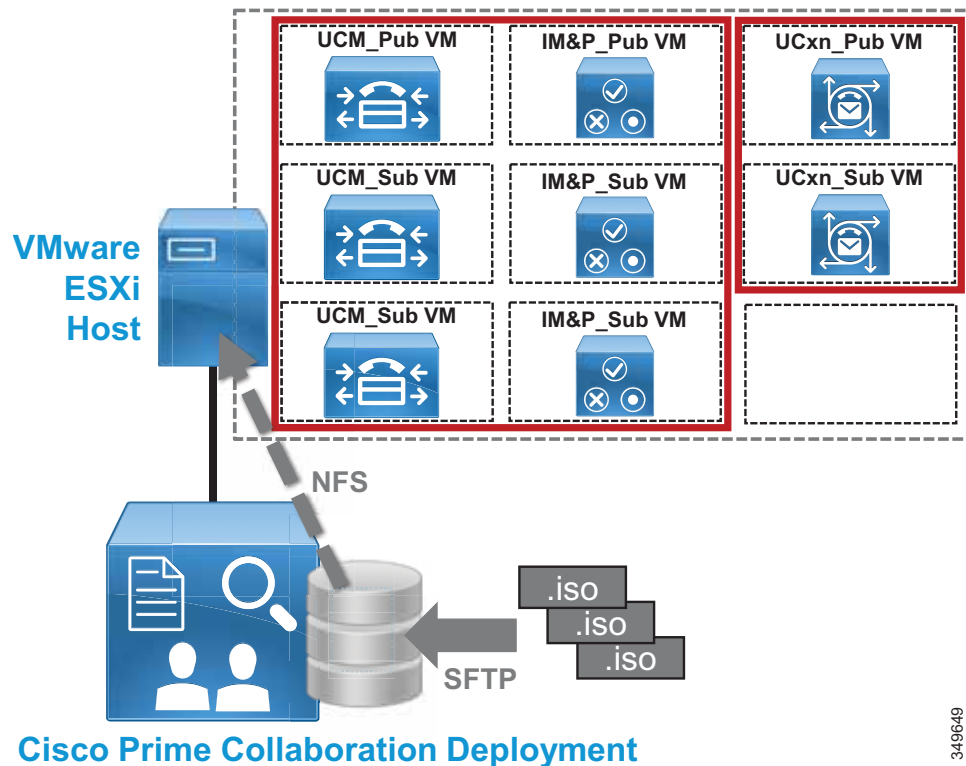 UCM_Pub VM
IM&P_Pub VM
UCxn_Pub VM
UCM_Sub VM
IM&P_Sub VM
UCxn_Sub VM
VMware
ESXi
Host
UCM_Sub VM
IM&P_Sub VM
NFS
.iso
.iso
.iso
SFTP
Cisco Prime Collaboration Deployment
349649